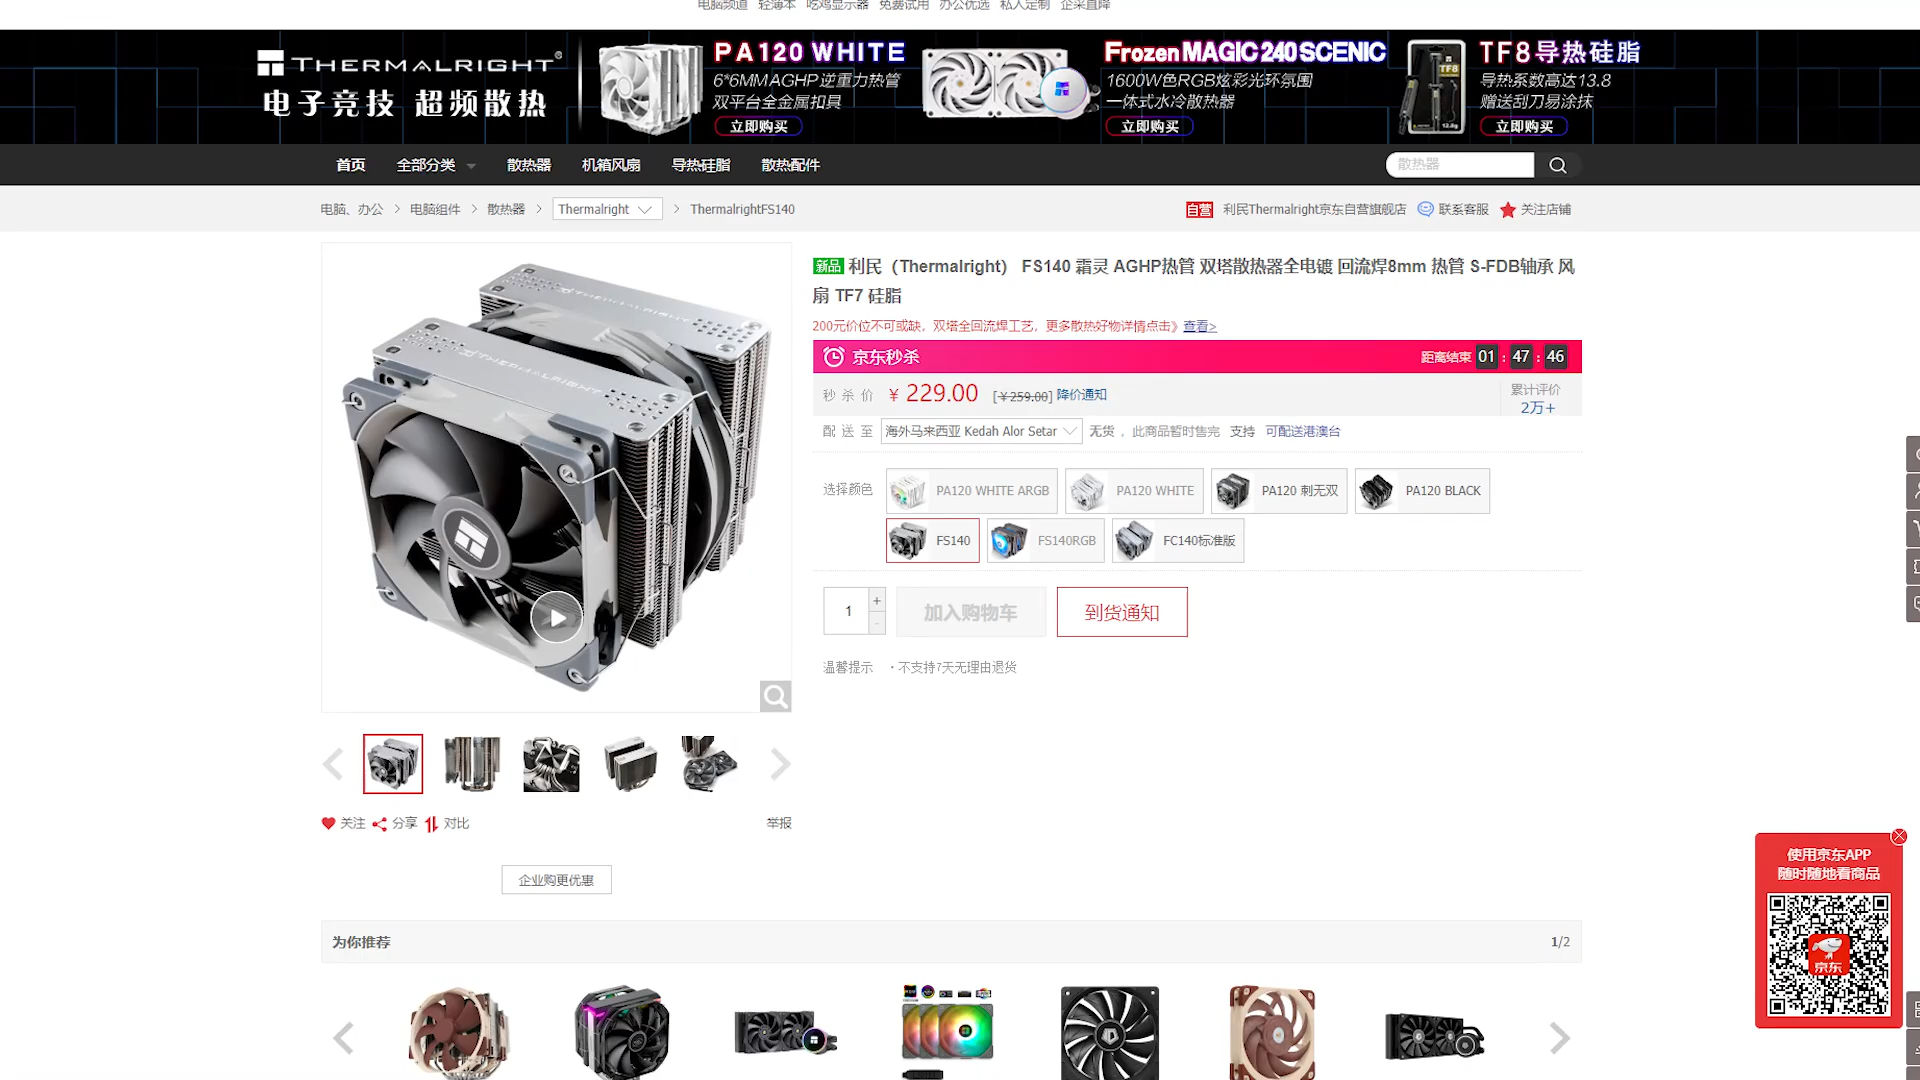 电脑频道 轻薄本 吃鸡显示器 免费试用 办公优选 私人定制 企采直降
THERMALRIGHT®
电子竞技 超频散热
PA120 WHITE
6*6MM AGHP 逆重力热管
双平台全金属扣具
立即购买
Frozen MAGIC 240 SCENIC
1600W色RGB炫彩光环氛围
一体式水冷散热器
立即购买
TF8
12.8g
TF8导热硅脂
导热系数高达13.8
赠送刮刀易涂抹
立即购买
首页 全部分类 散热器 机箱风扇 导热硅脂 散热配件
散热器
电脑、办公 > 电脑组件 > 散热器 > Thermalright > ThermalrightFS140
自营 利民Thermalright京东自营旗舰店 联系客服 关注店铺
THERMALRIGHT
THERMALRIGHT
新品 利民（Thermalright） FS140 霜灵 AGHP热管 双塔散热器全电镀 回流焊8mm 热管 S-FDB轴承 风
扇 TF7 硅脂
200元价位不可或缺，双塔全回流焊工艺，更多散热好物详情点击》 查看>
京东秒杀
距离结束 01 : 47 : 46
秒杀价 ￥229.00 [￥259.00] 降价通知
累计评价
2万+
配送至 海外马来西亚 Kedah Alor Setar 无货 ，此商品暂时售完 支持 可配送港澳台
选择颜色 PA120 WHITE ARGB PA120 WHITE PA120 刺无双 PA120 BLACK
FS140 FS140RGB FC140标准版
1 + -
加入购物车
到货通知
温馨提示 ·不支持7天无理由退货
关注 分享 对比 举报
企业购更优惠
为你推荐 1/2
使用京东APP
随时随地看商品
京东